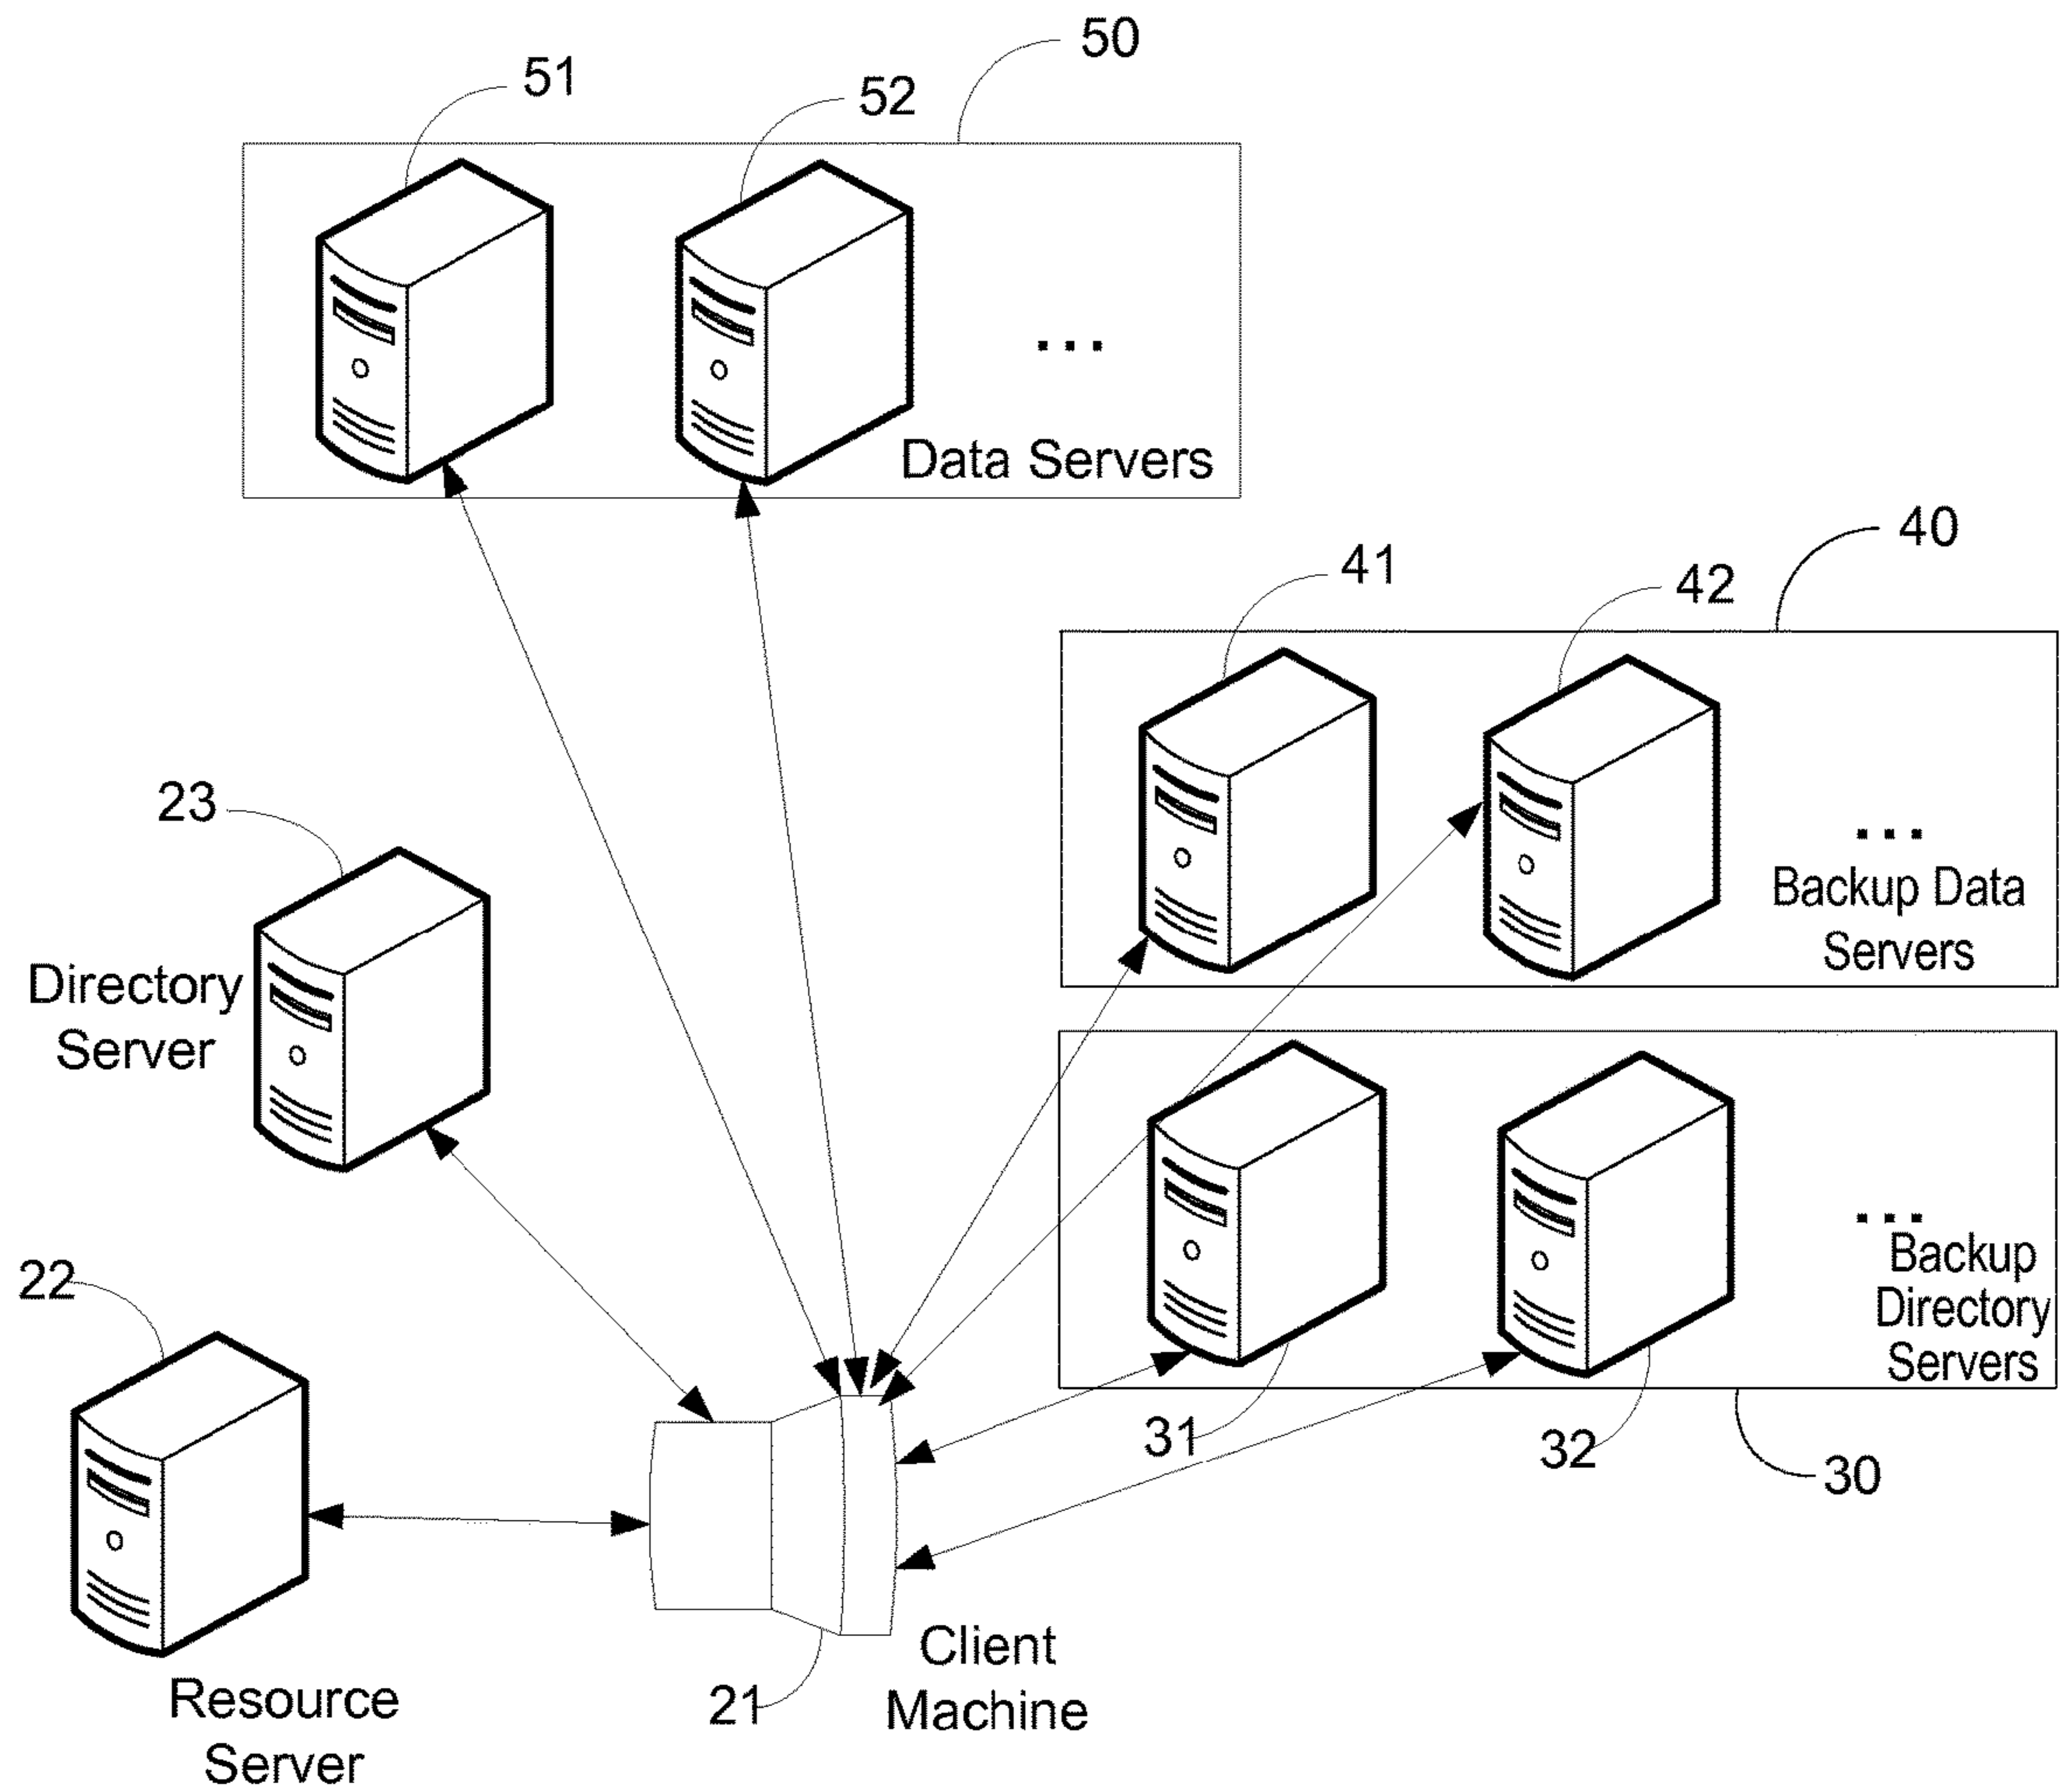 50
51
52
...
Data Servers
40
41
42
...
Backup Data
Servers
23
Directory
Server
...
Backup
Directory
Servers
31
32
30
22
Resource
Server
21
Client
Machine